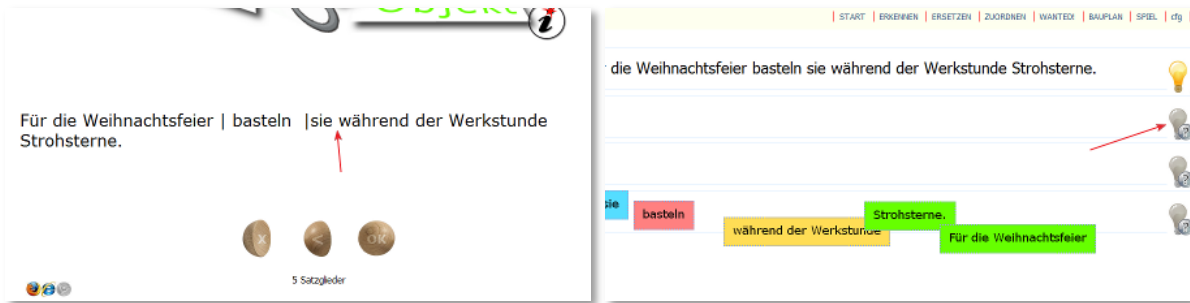 Objekt
Für die Weihnachtsfeier | basteln |sie während der Werkstunde
Strohsterne.
x < OK
5 Satzglieder
| START | ERKENNEN | ERSETZEN | ZUORDNEN | WANTED! | BAUPLAN | SPIEL | cfg |
die Weihnachtsfeier basteln sie während der Werkstunde Strohsterne.
sie
basteln
während der Werkstunde
Strohsterne.
Für die Weihnachtsfeier